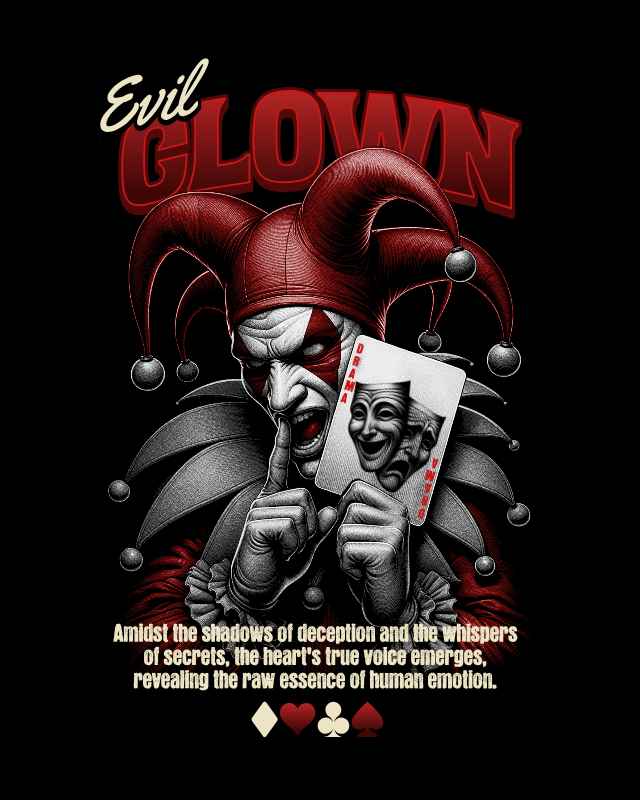 Evil
CLOWN
DRAMA
DRAMA
Amidst the shadows of deception and the whispers
of secrets, the heart's true voice emerges,
revealing the raw essence of human emotion.